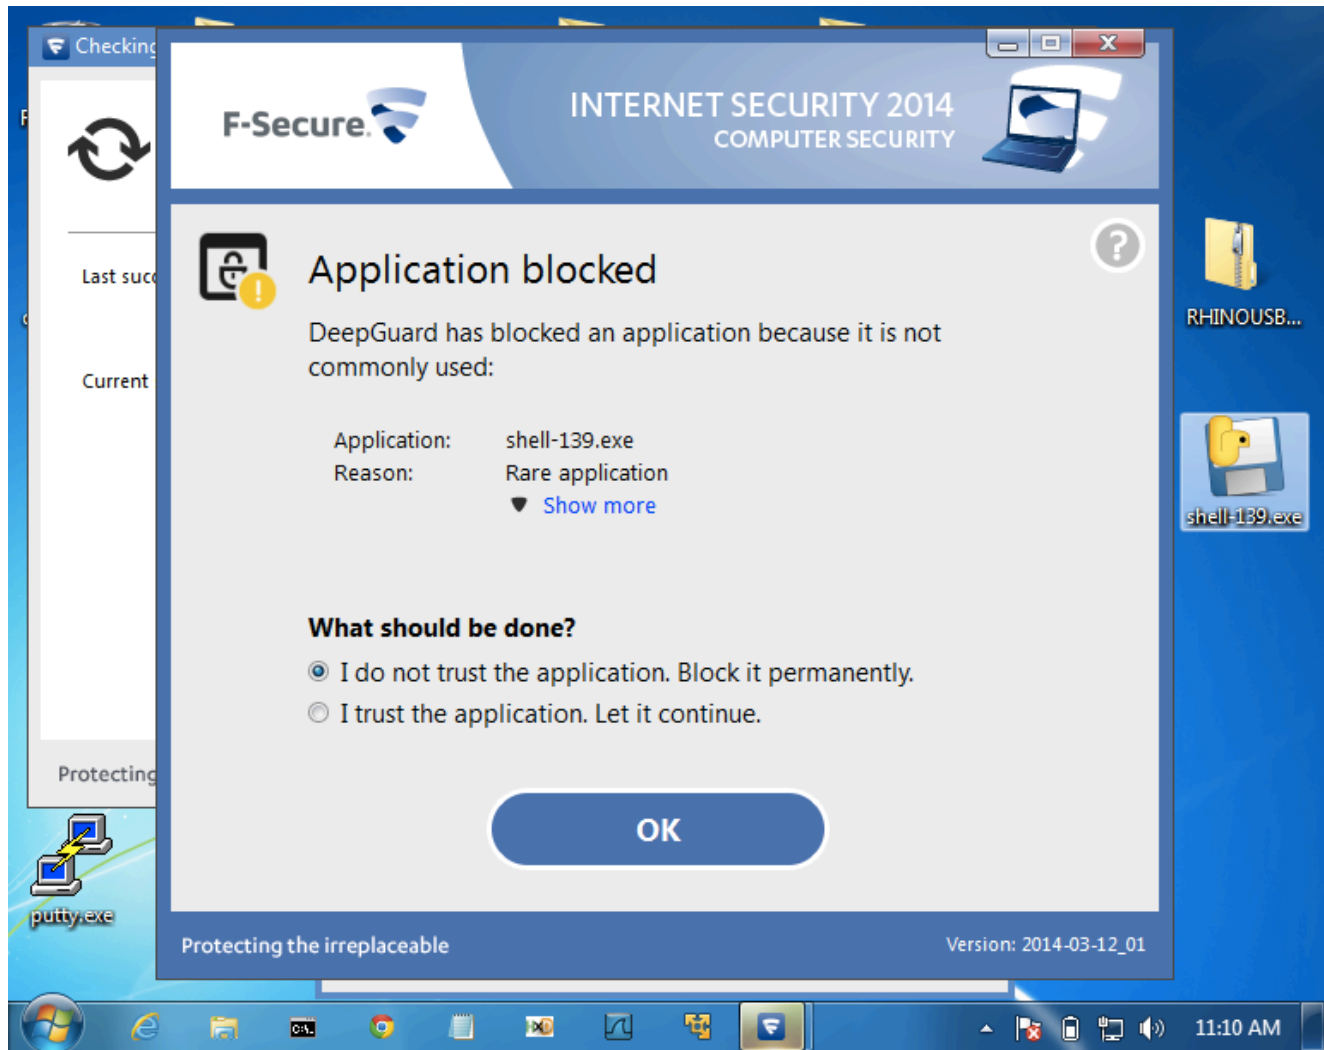 Checking
F-Secure.
INTERNET SECURITY 2014
COMPUTER SECURITY
Application blocked
DeepGuard has blocked an application because it is not
commonly used:
Application: shell-139.exe
Reason: Rare application
Show more
What should be done?
I do not trust the application. Block it permanently.
I trust the application. Let it continue.
OK
Protecting the irreplaceable
Version: 2014-03-12_01
Last succ
Current
Protecting
putty.exe
RHINOUSB...
shell-139.exe
C:\.
11:10 AM